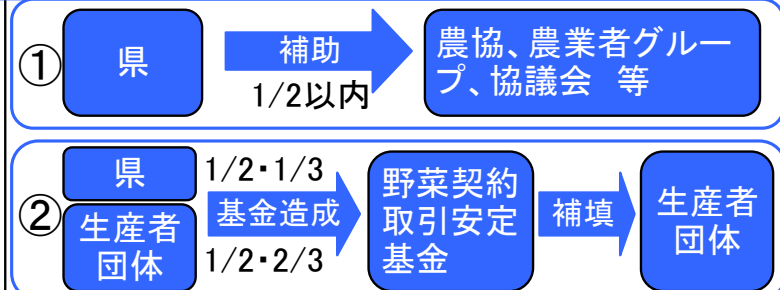 ①
県
補助
1/2以内
農協、農業者グルー
プ、協議会　等
②
県
1/2・1/3
生産者
団体
基金造成
1/2・2/3
野菜契約
取引安定
基金
補填
生産者
団体